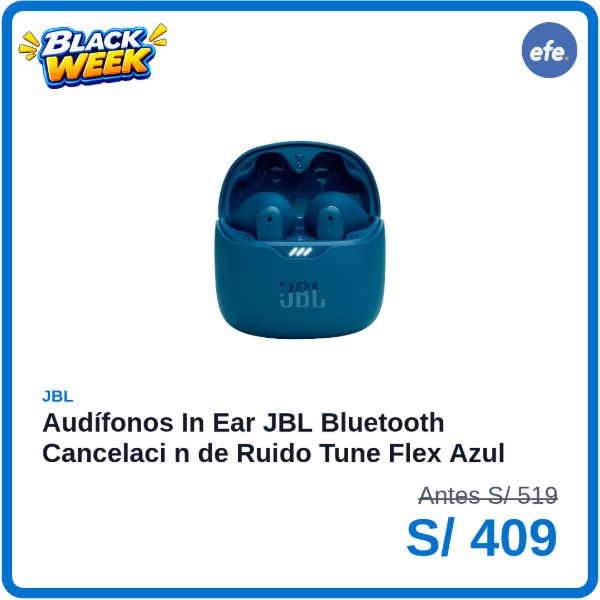 BLACK
WEEK
efe.
JBL
JBL
Audífonos In Ear JBL Bluetooth
Cancelaci n de Ruido Tune Flex Azul
Antes S/ 519
S/ 409